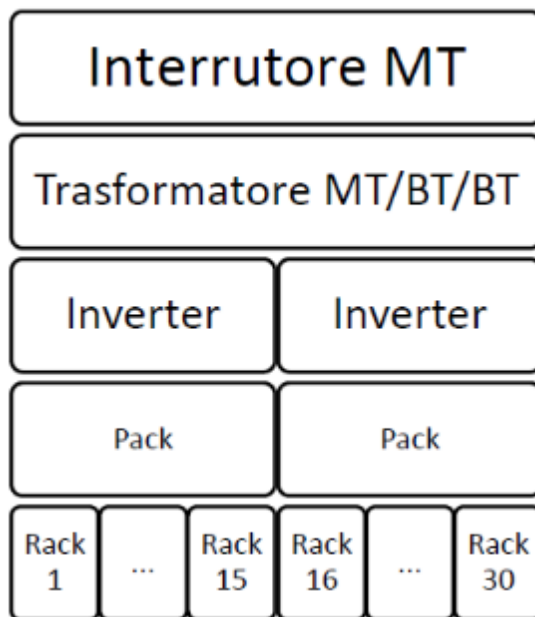 Interrutore MT
Trasformatore MT/BT/BT
Inverter Inverter
Pack Pack
Rack ... Rack Rack ... Rack
1 15 16 30